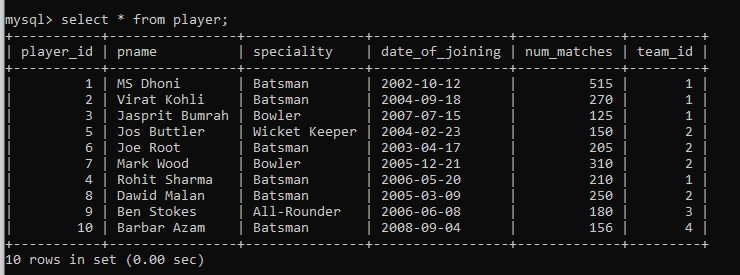 mysql> select * from player;
+-----------+----------------+---------------+-----------------+-------------+---------+
| player_id | pname          | speciality    | date_of_joining | num_matches | team_id |
+-----------+----------------+---------------+-----------------+-------------+---------+
|         1 | MS Dhoni       | Batsman       | 2002-10-12      |         515 |       1 |
|         2 | Virat Kohli    | Batsman       | 2004-09-18      |         270 |       1 |
|         3 | Jasprit Bumrah | Bowler        | 2007-07-15      |         125 |       1 |
|         5 | Jos Buttler    | Wicket Keeper | 2004-02-23      |         150 |       2 |
|         6 | Joe Root       | Batsman       | 2003-04-17      |         205 |       2 |
|         7 | Mark Wood      | Bowler        | 2005-12-21      |         310 |       2 |
|         4 | Rohit Sharma   | Batsman       | 2006-05-20      |         210 |       1 |
|         8 | Dawid Malan    | Batsman       | 2005-03-09      |         250 |       2 |
|         9 | Ben Stokes     | All-Rounder   | 2006-06-08      |         180 |       3 |
|        10 | Barbar Azam    | Batsman       | 2008-09-04      |         156 |       4 |
+-----------+----------------+---------------+-----------------+-------------+---------+
10 rows in set (0.00 sec)